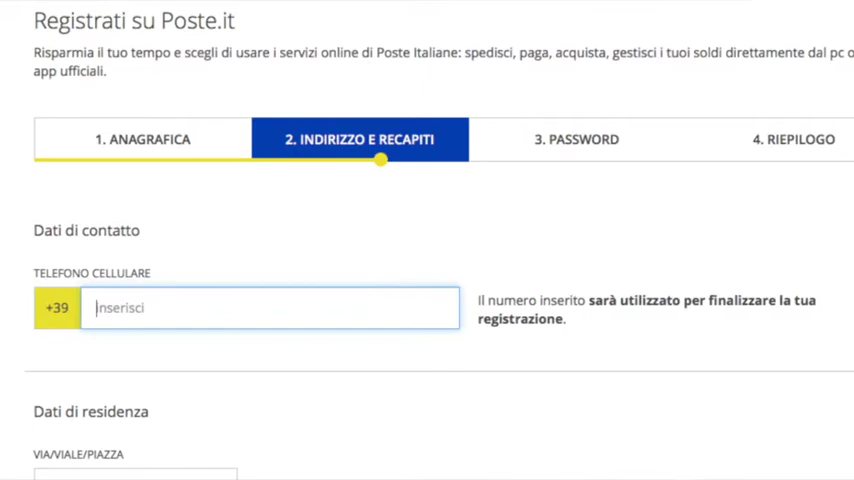 Registrati su Poste.it
Risparmia il tuo tempo e scegli di usare i servizi online di Poste Italiane: spedisci, paga, acquista, gestisci i tuoi soldi direttamente dal pc o
app ufficiali.
1. ANAGRAFICA
2. INDIRIZZO E RECAPITI
3. PASSWORD
4. RIEPILOGO
Dati di contatto
TELEFONO CELLULARE
+39
Inserisci
Il numero inserito sarà utilizzato per finalizzare la tua
registrazione.
Dati di residenza
VIA/VIALE/PIAZZA